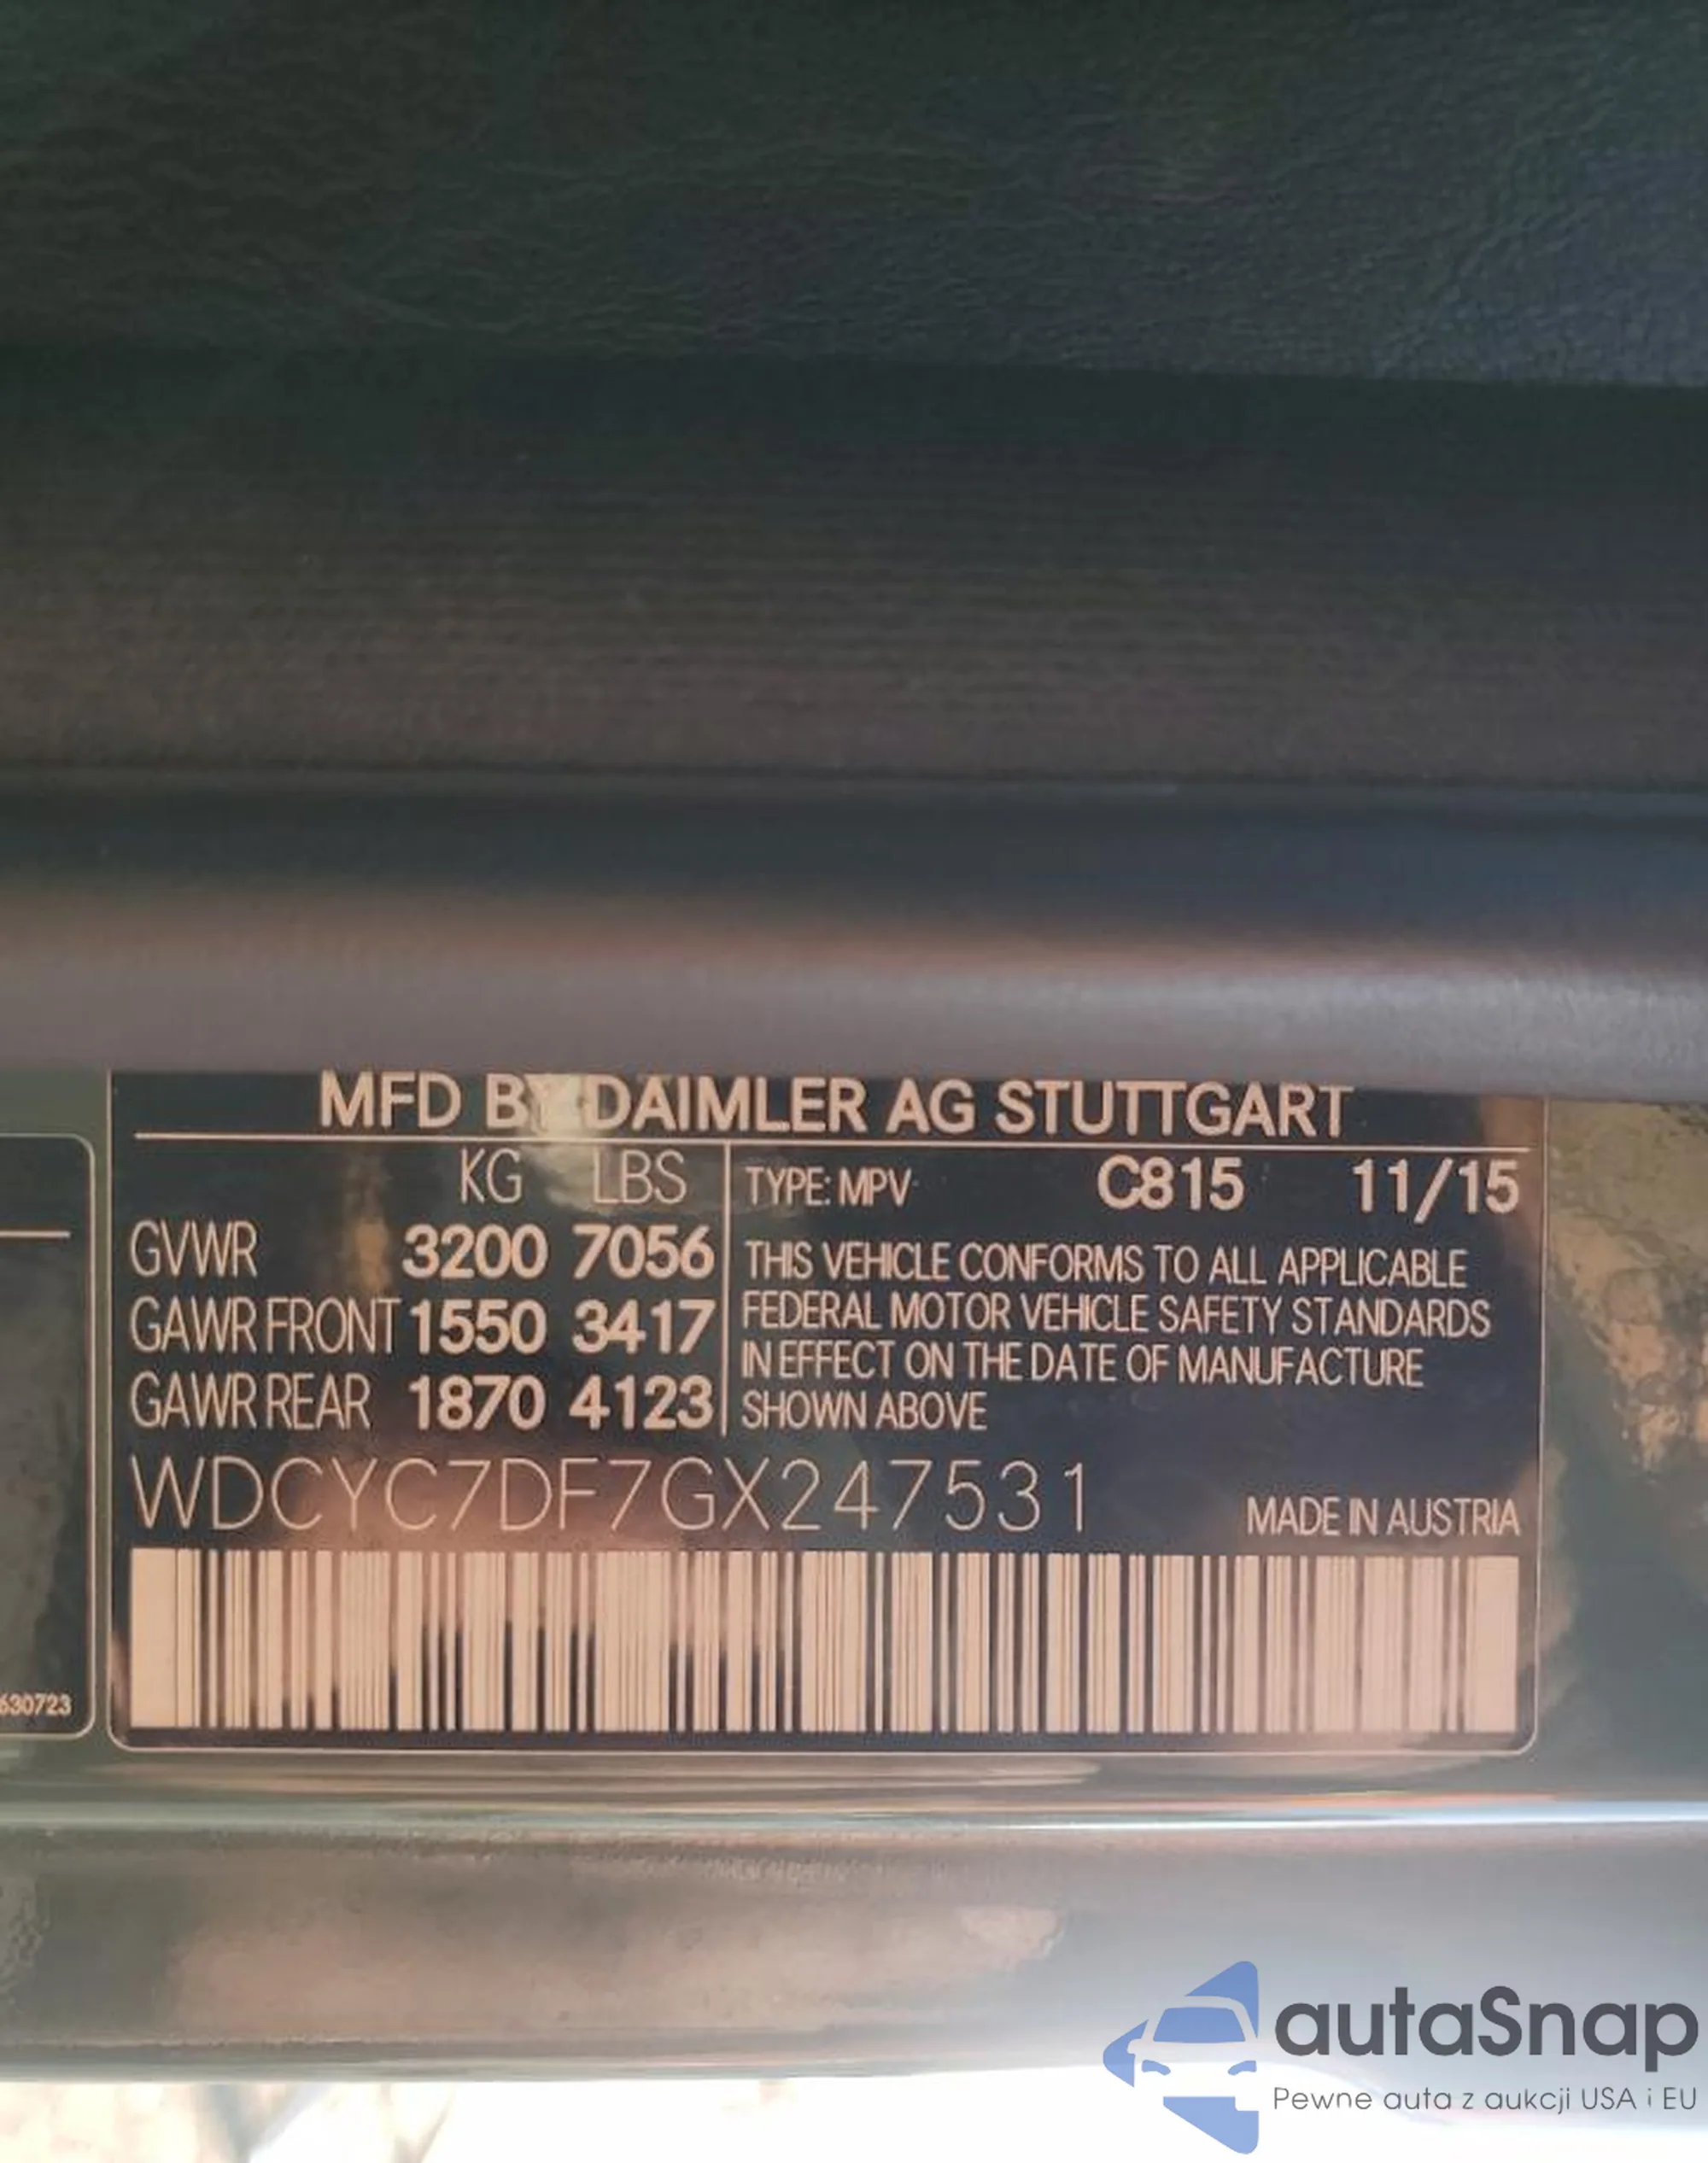 MFD BY DAIMLER AG STUTTGART
KG LBS
TYPE: MPV C815 11/15
GVWR 3200 7056
GAWR FRONT 1550 3417
GAWR REAR 1870 4123
THIS VEHICLE CONFORMS TO ALL APPLICABLE
FEDERAL MOTOR VEHICLE SAFETY STANDARDS
IN EFFECT ON THE DATE OF MANUFACTURE
SHOWN ABOVE
WDCYC7DF7GX247531
MADE IN AUSTRIA
630723
autaSnap
Pewne auta z aukcji USA i EU